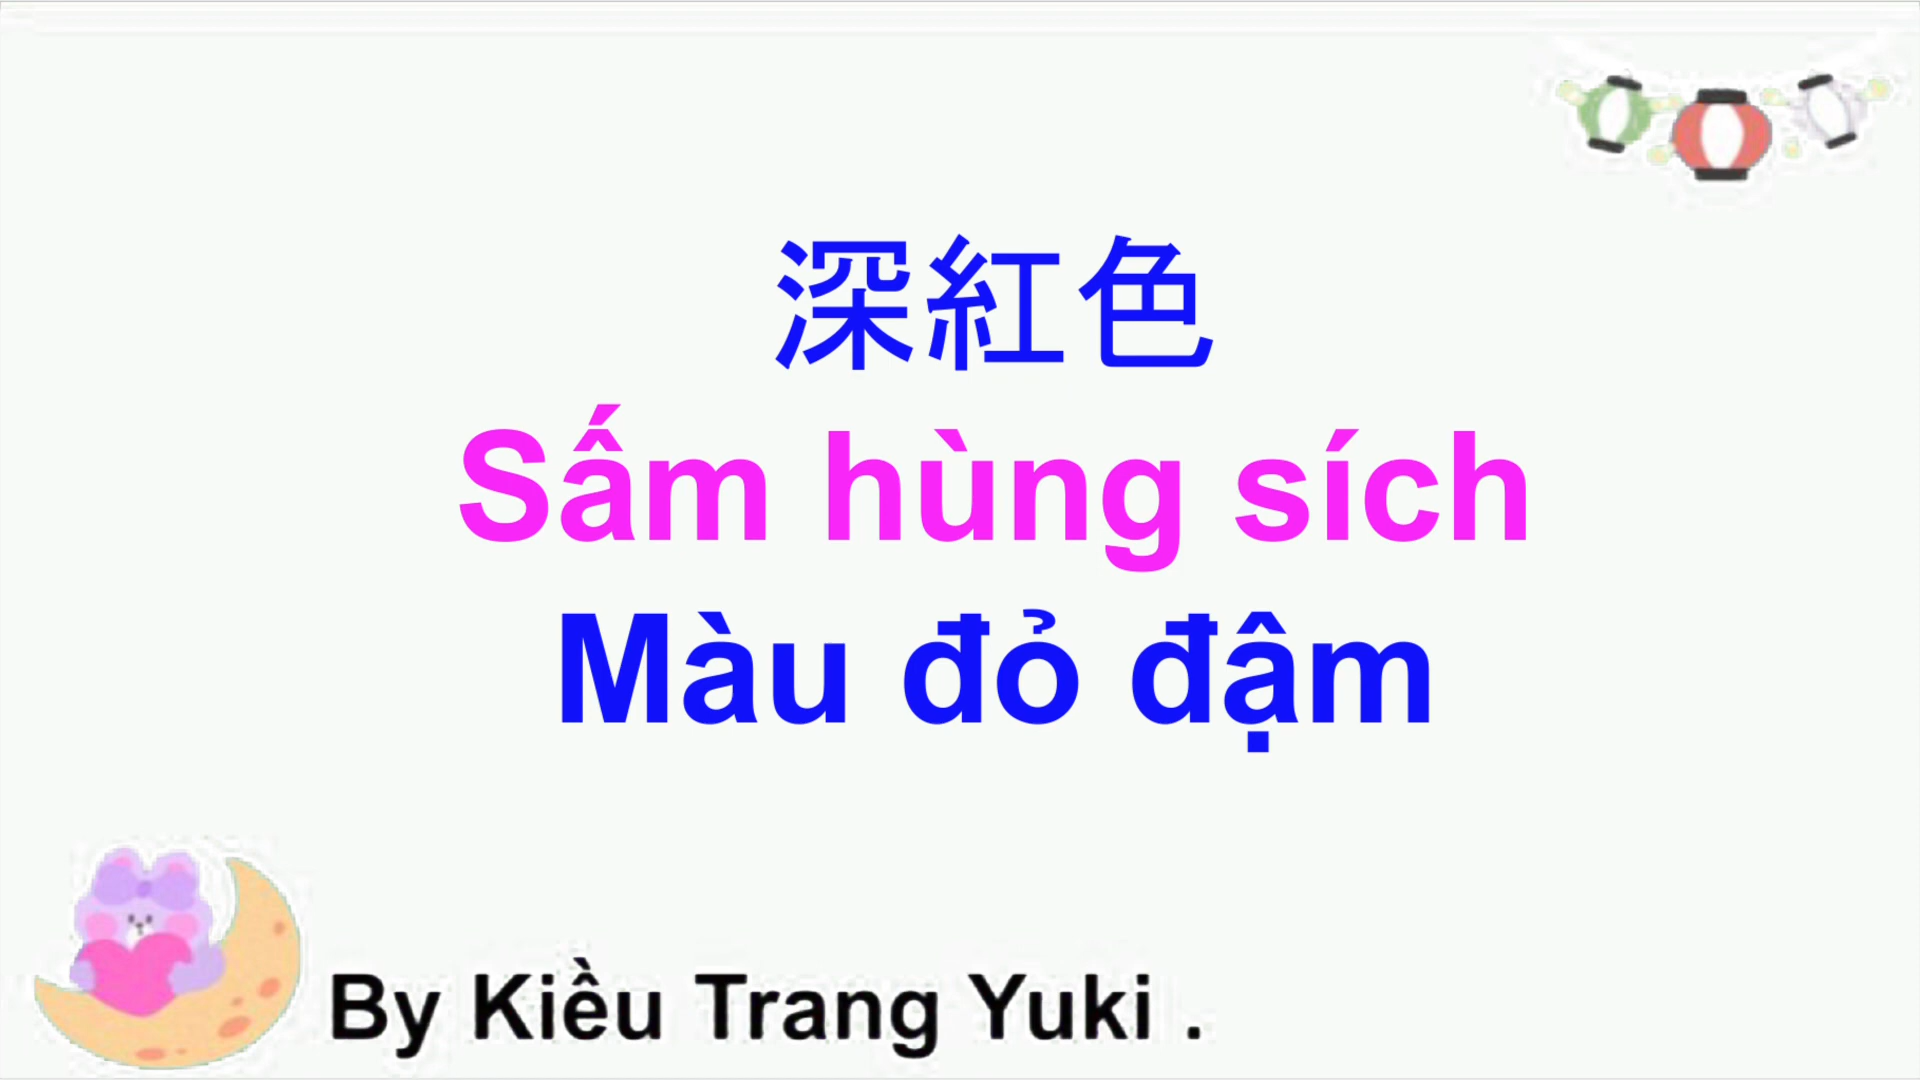 深紅色
Sấm hùng sích
Màu đỏ đậm
By Kiều Trang Yuki .